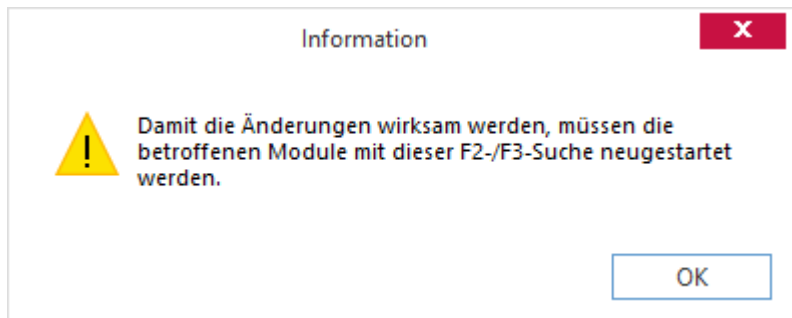 Information
x
Damit die Änderungen wirksam werden, müssen die
betroffenen Module mit dieser F2-/F3-Suche neugestartet
werden.
OK